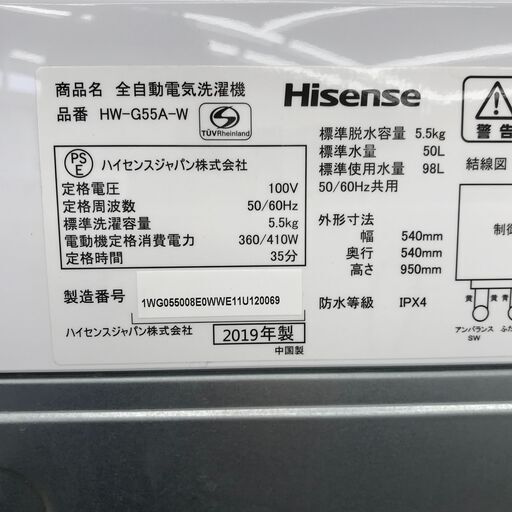 商品名 全自動電気洗濯機
品番 HW-G55A-W
TÜVRheinland
Hisense
警告
標準脱水容量 5.5kg
標準水量 50L
標準使用水量 98L
50/60Hz共用
結線図
PS
E
ハイセンスジャパン株式会社
定格電圧 100V
定格周波数 50/60Hz
標準洗濯容量 5.5kg
電動機定格消費電力 360/410W
定格時間 35分
外形寸法
幅 540mm
奥行 540mm
高さ 950mm
防水等級 IPX4
制御
黄 黄 青
アンバランス
SW
ふた
製造番号 1WG055008E0WWE11U120069
ハイセンスジャパン株式会社 2019年製
中国製